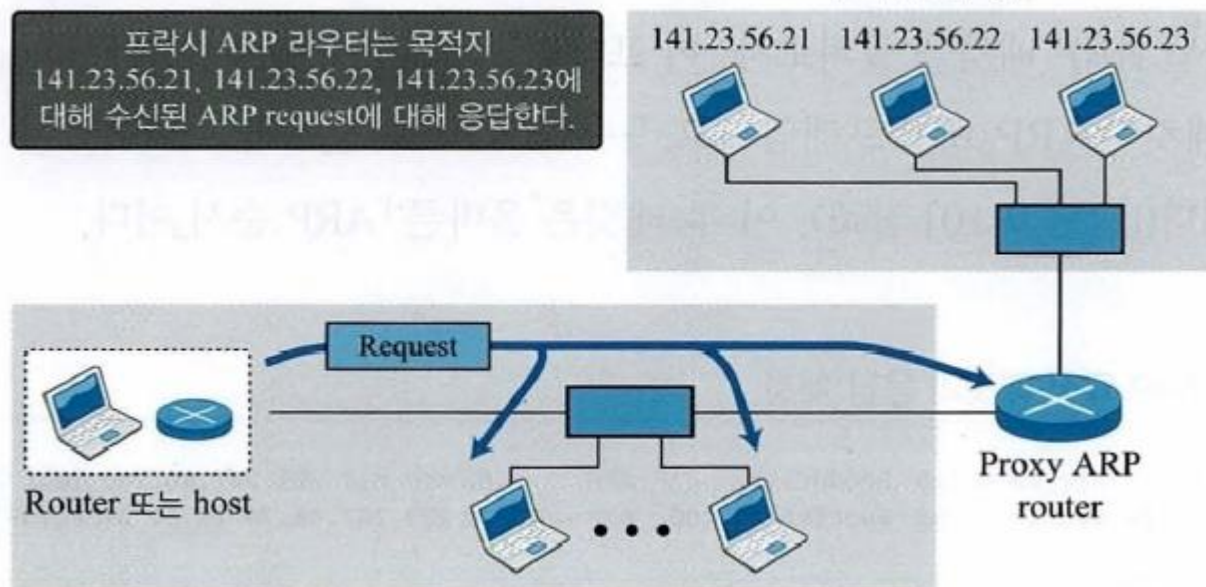 프락시 ARP 라우터는 목적지
141.23.56.21, 141.23.56.22, 141.23.56.23에
대해 수신된 ARP request에 대해 응답한다.
141.23.56.21 141.23.56.22 141.23.56.23
Request
Router 또는 host
Proxy ARP
router